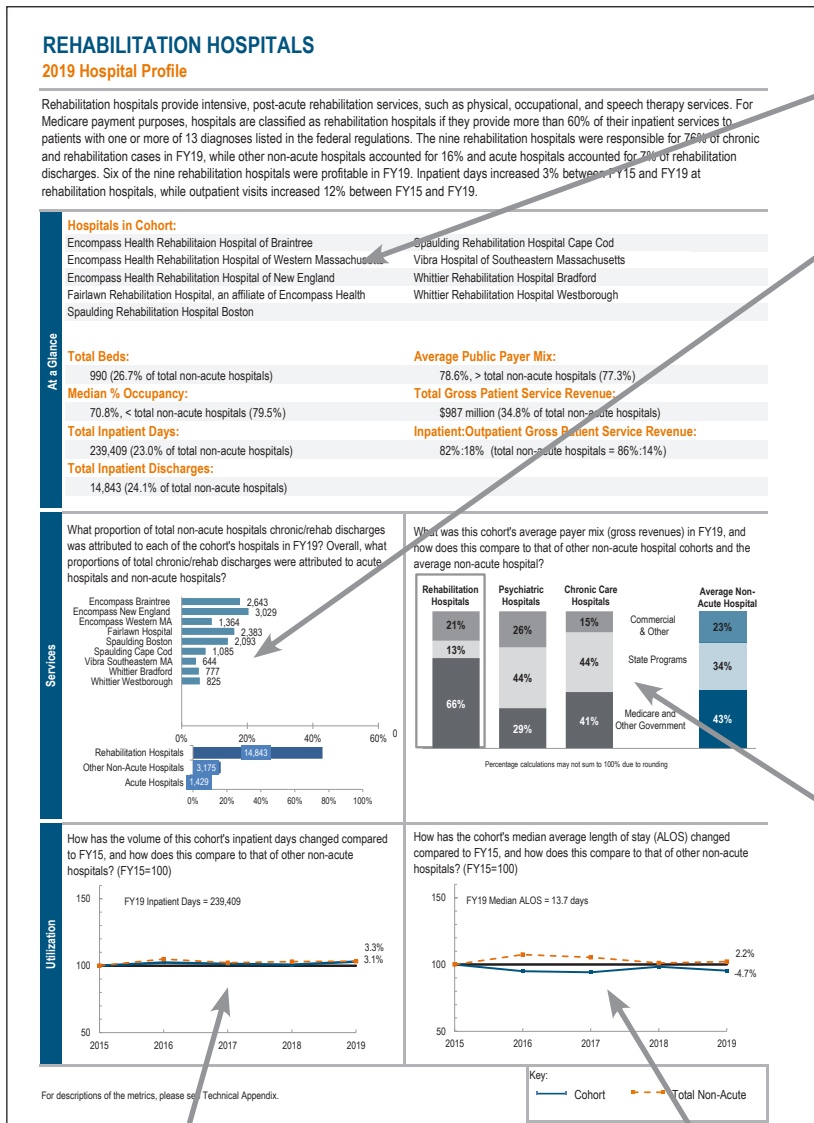 REHABILITATION HOSPITALS
2019 Hospital Profile
Rehabilitation hospitals provide intensive, post-acute rehabilitation services, such as physical, occupational, and speech therapy services. For
Medicare payment purposes, hospitals are classified as rehabilitation hospitals if they provide more than 60% of their inpatient services to
patients with one or more of 13 diagnoses listed in the federal regulations. The nine rehabilitation hospitals were responsible for 76% of chronic
and rehabilitation cases in FY19, while other non-acute hospitals accounted for 16% and acute hospitals accounted for 7% of rehabilitation
discharges. Six of the nine rehabilitation hospitals were profitable in FY19. Inpatient days increased 3% between FY15 and FY19 at
rehabilitation hospitals, while outpatient visits increased 12% between FY15 and FY19.
At a Glance
Hospitals in Cohort:
Encompass Health Rehabilitaion Hospital of Braintree
Encompass Health Rehabilitation Hospital of Western Massachusetts
Encompass Health Rehabilitation Hospital of New England
Fairlawn Rehabilitation Hospital, an affiliate of Encompass Health
Spaulding Rehabilitation Hospital Boston
Spaulding Rehabilitation Hospital Cape Cod
Vibra Hospital of Southeastern Massachusetts
Whittier Rehabilitation Hospital Bradford
Whittier Rehabilitation Hospital Westborough
Total Beds:
990 (26.7% of total non-acute hospitals)
Median % Occupancy:
70.8%, < total non-acute hospitals (79.5%)
Total Inpatient Days:
239,409 (23.0% of total non-acute hospitals)
Total Inpatient Discharges:
14,843 (24.1% of total non-acute hospitals)
Average Public Payer Mix:
78.6%, > total non-acute hospitals (77.3%)
Total Gross Patient Service Revenue:
$987 million (34.8% of total non-acute hospitals)
Inpatient:Outpatient Gross Patient Service Revenue:
82%:18% (total non-acute hospitals = 86%:14%)
Services
What proportion of total non-acute hospitals chronic/rehab discharges
was attributed to each of the cohort's hospitals in FY19? Overall, what
proportions of total chronic/rehab discharges were attributed to acute
hospitals and non-acute hospitals?
Encompass Braintree 2,643
Encompass New England 3,029
Encompass Western MA 1,364
Fairlawn Hospital 2,383
Spaulding Boston 2,093
Spaulding Cape Cod 1,085
Vibra Southeastern MA 644
Whittier Bradford 777
Whittier Westborough 825
0% 20% 40% 60% 0
Rehabilitation Hospitals 14,843
Other Non-Acute Hospitals 3,175
Acute Hospitals 1,429
0% 20% 40% 60% 80% 100%
What was this cohort's average payer mix (gross revenues) in FY19, and
how does this compare to that of other non-acute hospital cohorts and the
average non-acute hospital?
Rehabilitation Hospitals
Psychiatric Hospitals
Chronic Care Hospitals
Average Non-Acute Hospital
21% 26% 15% Commercial & Other 23%
13% 44% 44% State Programs 34%
66% 29% 41% Medicare and Other Government 43%
Percentage calculations may not sum to 100% due to rounding
Utilization
How has the volume of this cohort's inpatient days changed compared
to FY15, and how does this compare to that of other non-acute
hospitals? (FY15=100)
150
FY19 Inpatient Days = 239,409
3.3%
3.1%
100
50
2015 2016 2017 2018 2019
How has the cohort's median average length of stay (ALOS) changed
compared to FY15, and how does this compare to that of other non-acute
hospitals? (FY15=100)
150
FY19 Median ALOS = 13.7 days
2.2%
100
-4.7%
50
2015 2016 2017 2018 2019
For descriptions of the metrics, please see Technical Appendix.
Key:
Cohort Total Non-Acute